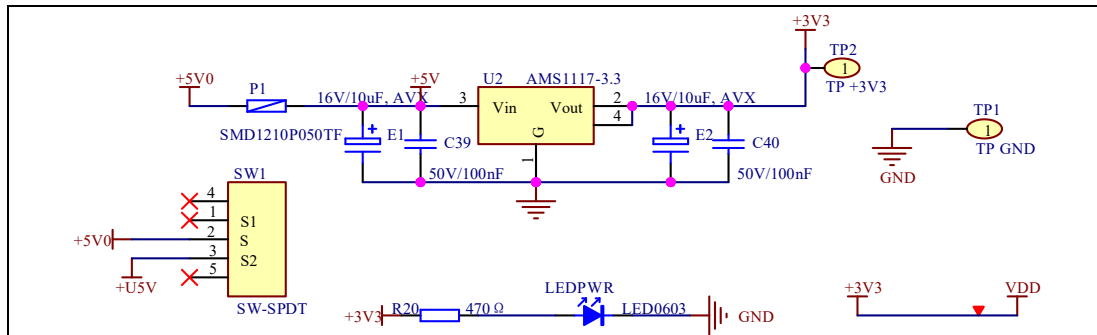 +3V3
TP2
1
TP +3V3
+5V0
P1
+5V
U2
AMS1117-3.3
16V/10uF, AVX
3
Vin
Vout
2
4
16V/10uF, AVX
SMD1210P050TF
E1
C39
G
1
E2
C40
50V/100nF
50V/100nF
TP1
1
TP GND
GND
SW1
4
1
S1
+5V0
2
S
3
S2
+U5V
5
SW-SPDT
LEDPWR
+3V3
R20
470Ω
LED0603
GND
+3V3
VDD